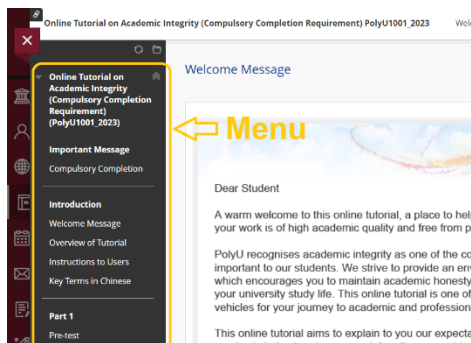 Online Tutorial on Academic Integrity (Compulsory Completion Requirement) PolyU1001_2023
Online Tutorial on
Academic Integrity
(Compulsory Completion
Requirement)
(PolyU1001_2023)
Important Message
Compulsory Completion
Introduction
Welcome Message
Overview of Tutorial
Instructions to Users
Key Terms in Chinese
Part 1
Pre-test
Menu
Welcome Message
Dear Student
A warm welcome to this online tutorial, a place to
your work is of high academic quality and free from
PolyU recognises academic integrity as one of the
important to our students. We strive to provide an
which encourages you to maintain academic honesty
your university study life. This online tutorial is one of
vehicles for your journey to academic and
This online tutorial aims to explain to you our